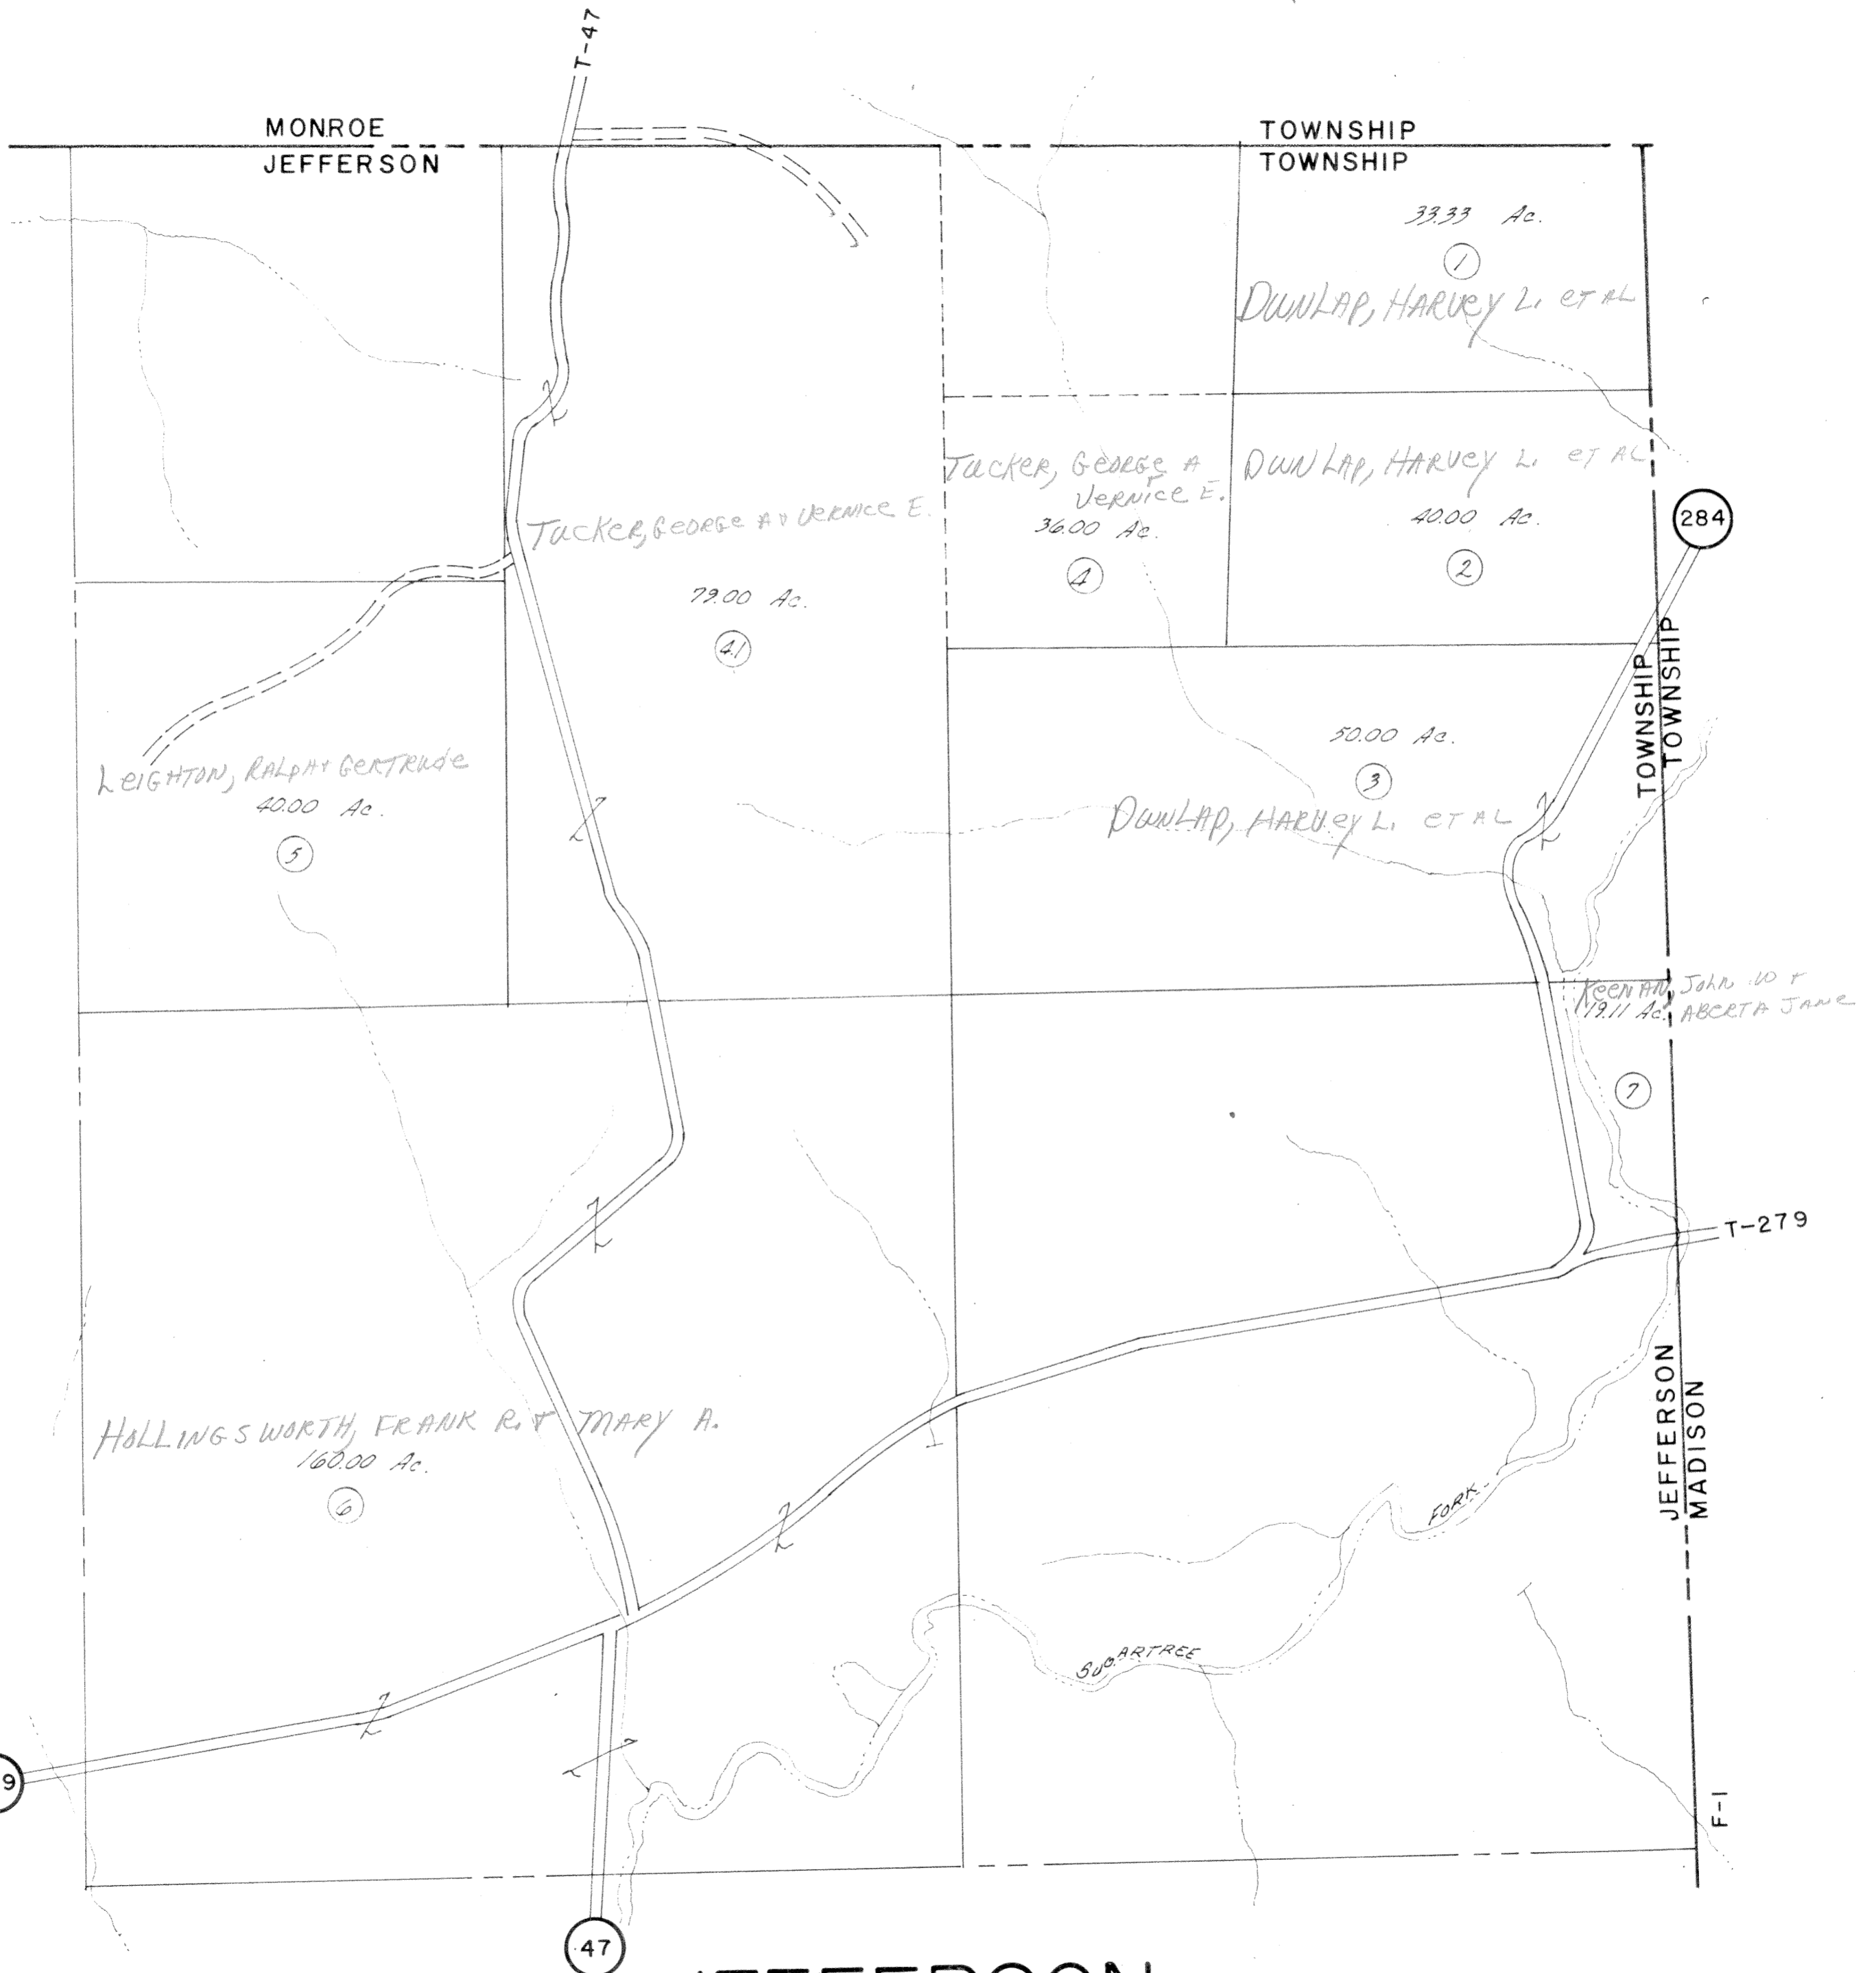 T-47
MONROE TOWNSHIP
JEFFERSON TOWNSHIP
33.33 Ac.
1
DUNLAP, HARVEY L. ET AL
TUCKER, GEORGE A
+
VERNICE E.
36.00 Ac.
4
DUNLAP, HARVEY L. ET AL
40.00 Ac.
2
284
TUCKER, GEORGE A + VERNICE E.
79.00 Ac.
4.1
TOWNSHIP
TOWNSHIP
50.00 Ac.
3
DUNLAP, HARVEY L. ET AL
LEIGHTON, RALPH + GERTRUDE
40.00 Ac.
5
KEENAN, JOHN W +
19.11 Ac. ABERTA JANE
7
T-279
JEFFERSON
MADISON
HOLLINGSWORTH, FRANK R. + MARY A.
160.00 Ac.
6
FORK
SUGARTREE
9
F-1
47
JEFFERSON